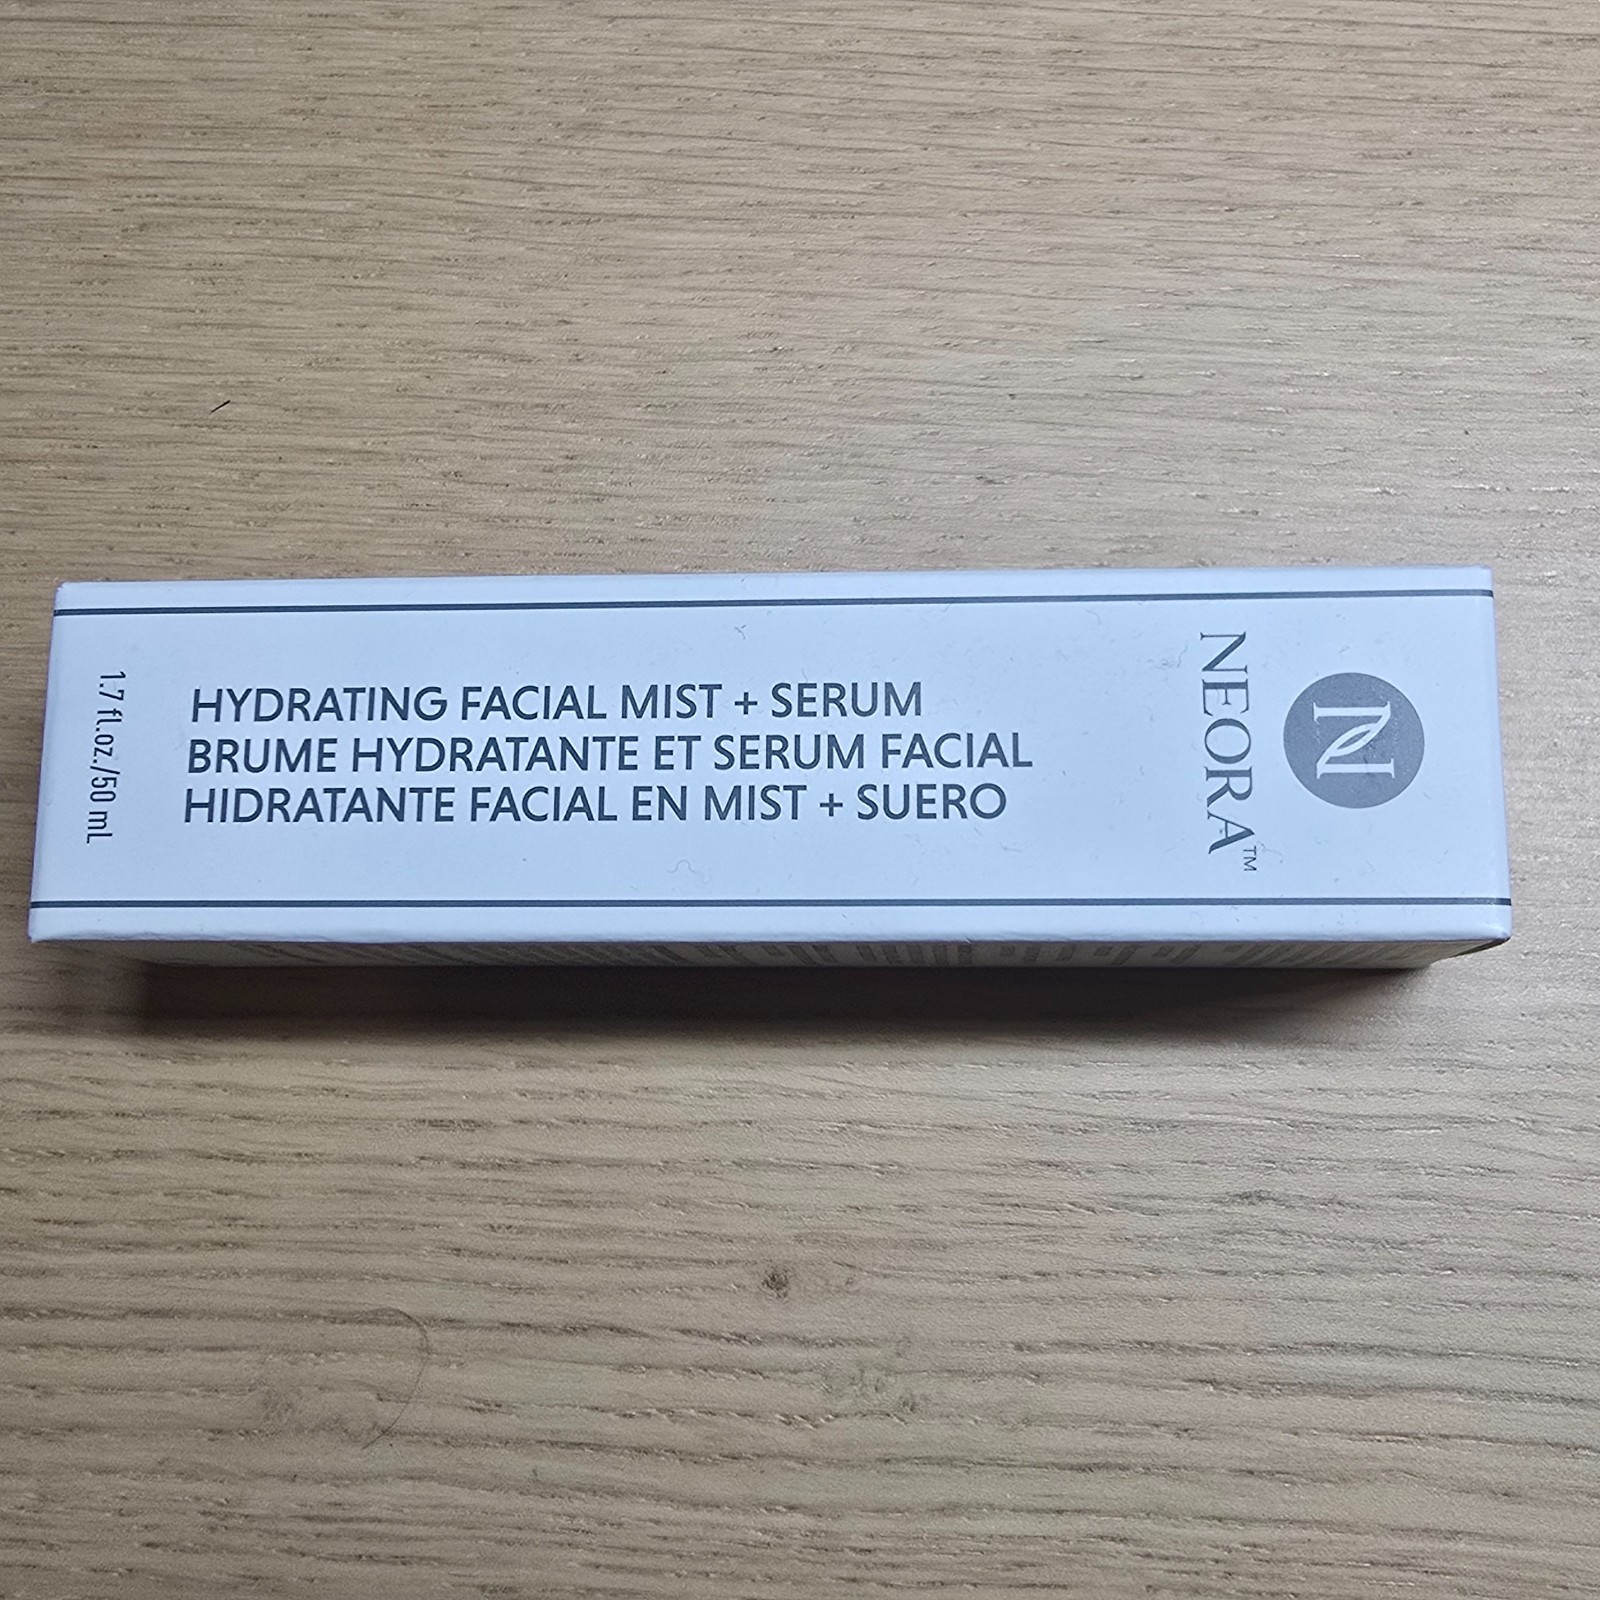 N
NEORA™
HYDRATING FACIAL MIST + SERUM
BRUME HYDRATANTE ET SERUM FACIAL
HIDRATANTE FACIAL EN MIST + SUERO
1.7 fl.oz./50 mL